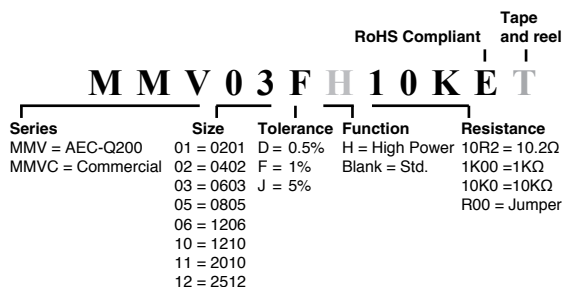 Tape
and reel
RoHS Compliant
M M V 0 3 F H 1 0 K E T
Series
MMV = AEC-Q200
MMVC = Commercial
Size
01 = 0201
02 = 0402
03 = 0603
05 = 0805
06 = 1206
10 = 1210
11 = 2010
12 = 2512
Tolerance
D = 0.5%
F = 1%
J = 5%
Function
H = High Power
Blank = Std.
Resistance
10R2 = 10.2Ω
1K00 =1KΩ
10K0 =10KΩ
R00 = Jumper